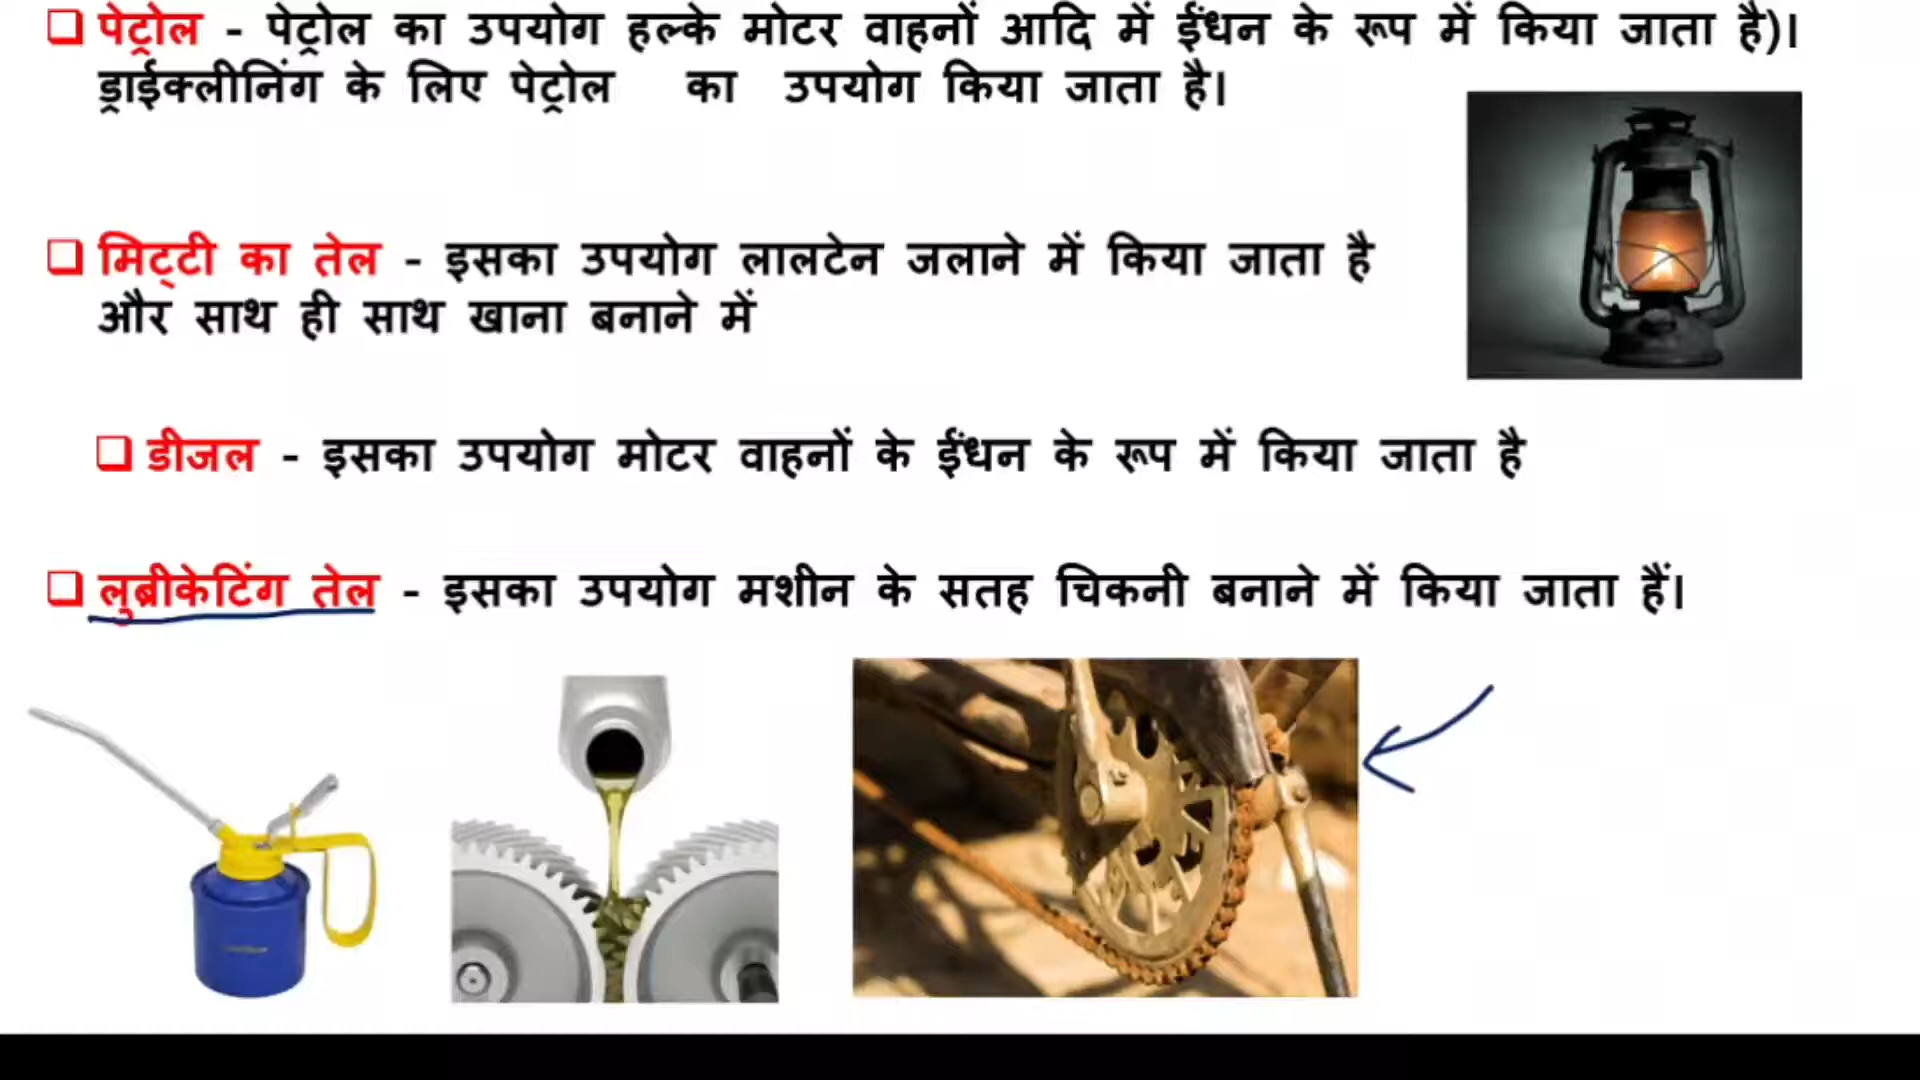 पेट्रोल - पेट्रोल का उपयोग हल्के मोटर वाहनों आदि में ईंधन के रूप में किया जाता है)।
ड्राईक्लीनिंग के लिए पेट्रोल का उपयोग किया जाता है।
मिट्टी का तेल - इसका उपयोग लालटेन जलाने में किया जाता है
और साथ ही साथ खाना बनाने में
डीजल - इसका उपयोग मोटर वाहनों के ईंधन के रूप में किया जाता है
लुब्रीकेटिंग तेल - इसका उपयोग मशीन के सतह चिकनी बनाने में किया जाता हैं।